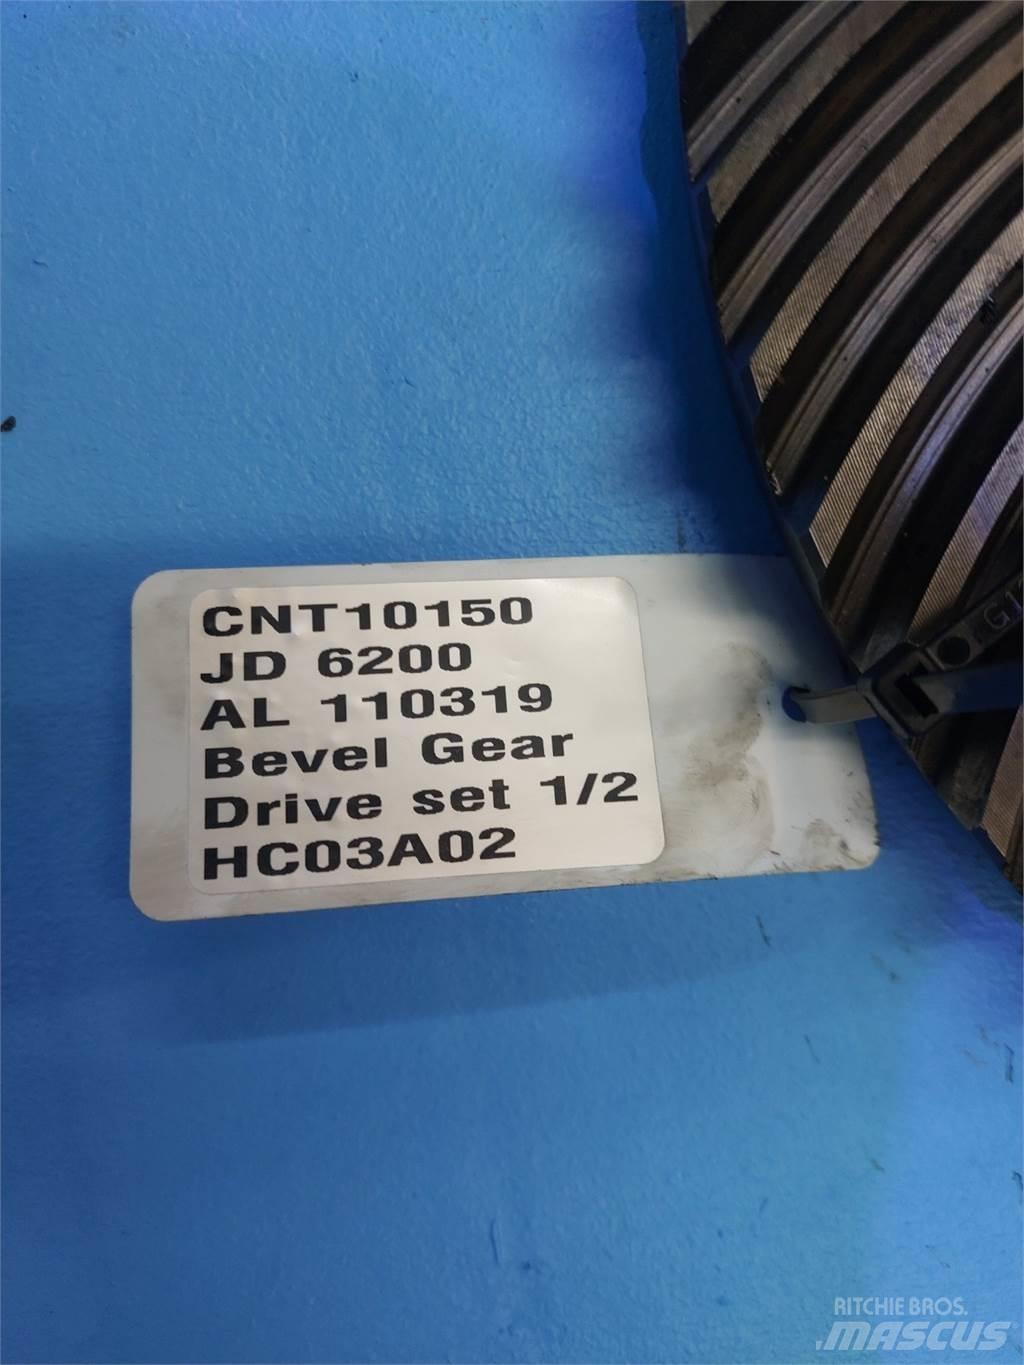 CNT10150
JD 6200
AL 110319
Bevel Gear
Drive set 1/2
HC03A02
RITCHIE BROS.
MASCUS